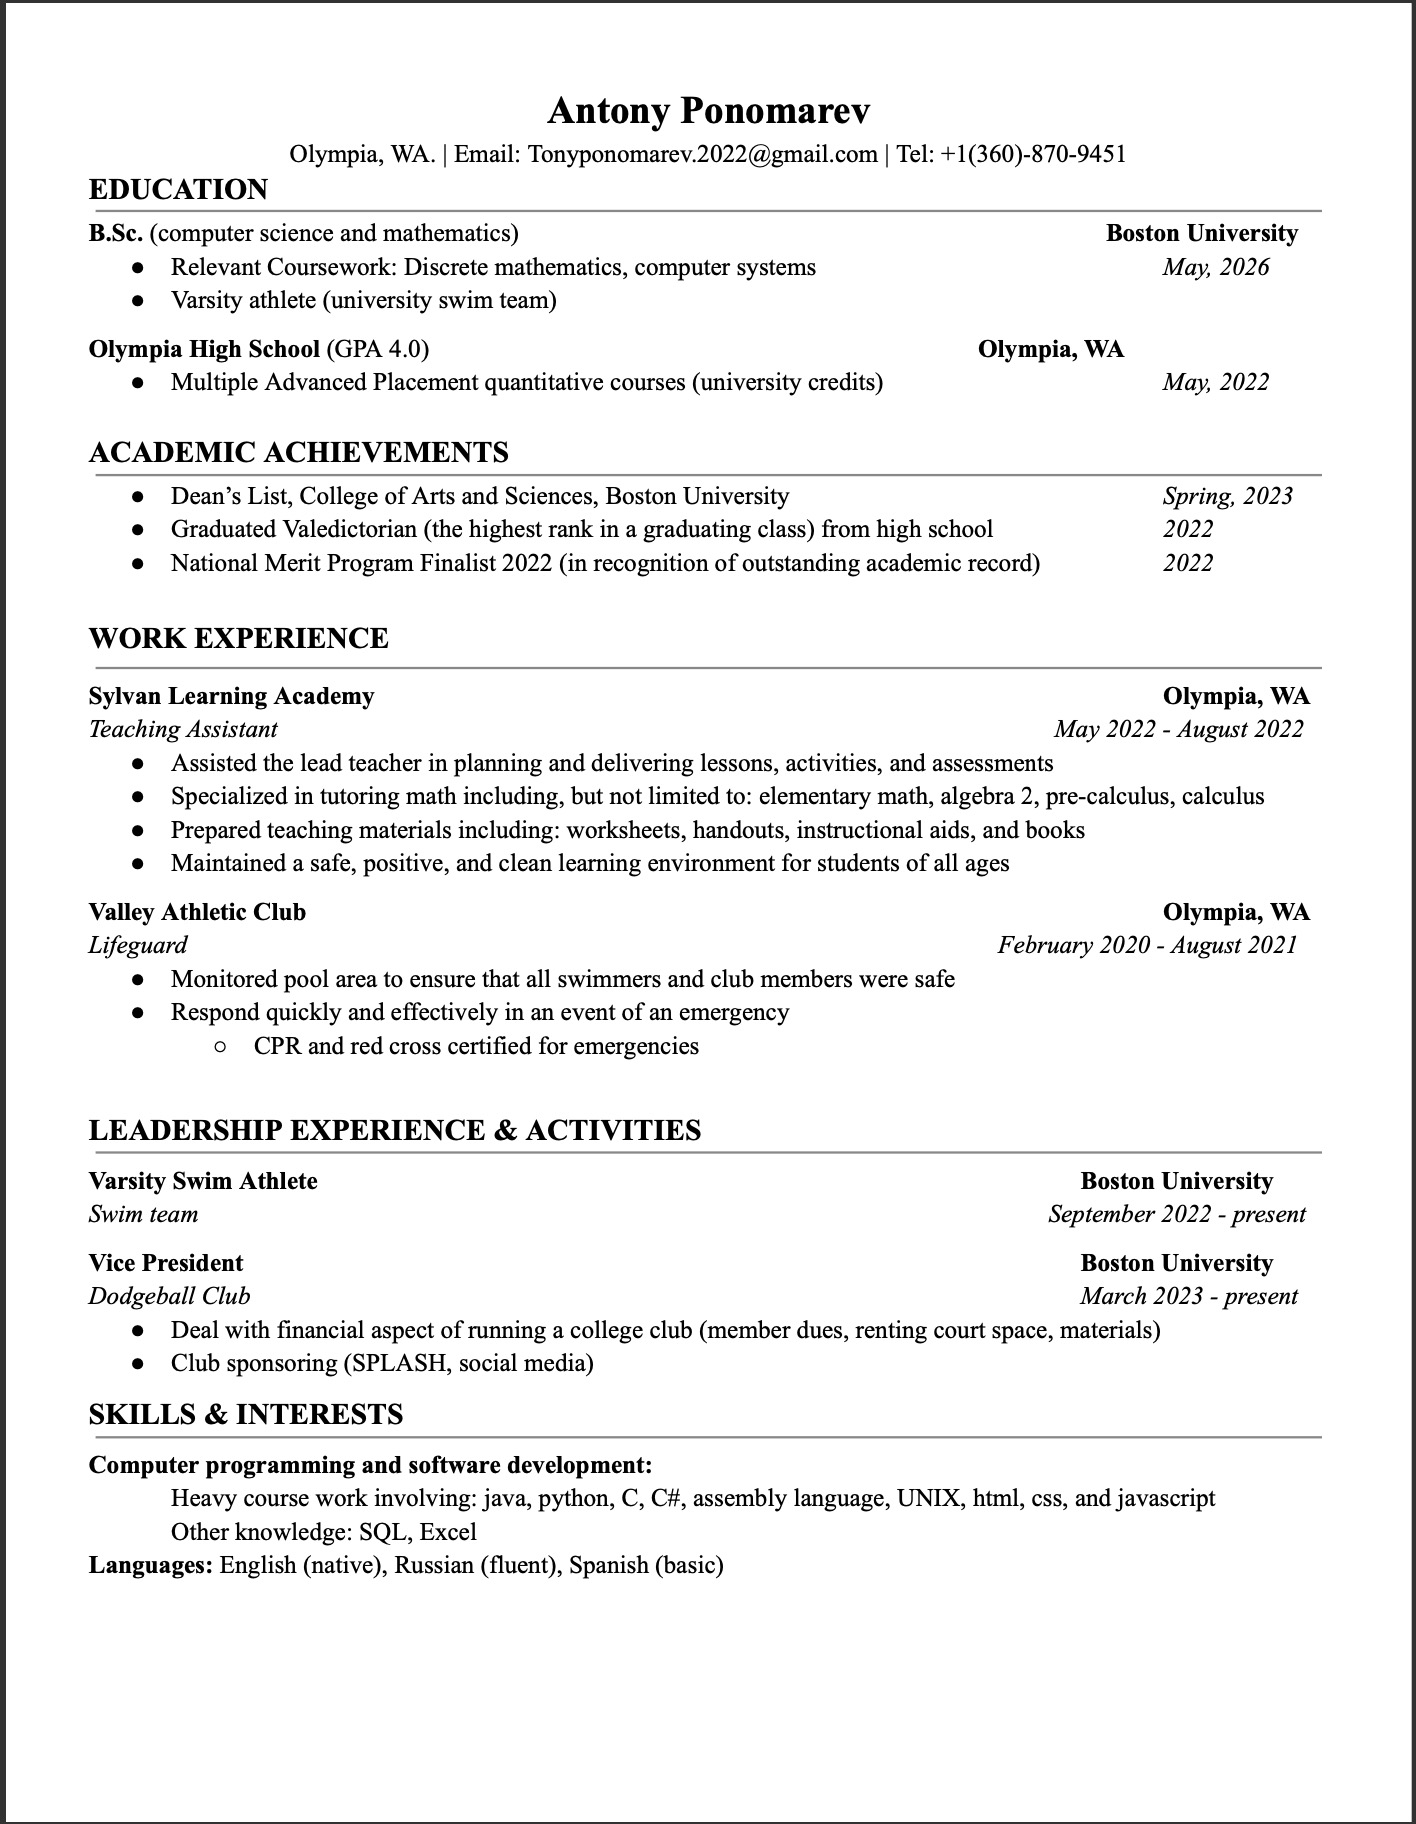 Antony Ponomarev
Olympia, WA. | Email: Tonyponomarev.2022@gmail.com | Tel: +1(360)-870-9451
EDUCATION
B.Sc. (computer science and mathematics) Boston University
● Relevant Coursework: Discrete mathematics, computer systems May, 2026
● Varsity athlete (university swim team)
Olympia High School (GPA 4.0) Olympia, WA
● Multiple Advanced Placement quantitative courses (university credits) May, 2022
ACADEMIC ACHIEVEMENTS
● Dean’s List, College of Arts and Sciences, Boston University Spring, 2023
● Graduated Valedictorian (the highest rank in a graduating class) from high school 2022
● National Merit Program Finalist 2022 (in recognition of outstanding academic record) 2022
WORK EXPERIENCE
Sylvan Learning Academy Olympia, WA
Teaching Assistant May 2022 - August 2022
● Assisted the lead teacher in planning and delivering lessons, activities, and assessments
● Specialized in tutoring math including, but not limited to: elementary math, algebra 2, pre-calculus, calculus
● Prepared teaching materials including: worksheets, handouts, instructional aids, and books
● Maintained a safe, positive, and clean learning environment for students of all ages
Valley Athletic Club Olympia, WA
Lifeguard February 2020 - August 2021
● Monitored pool area to ensure that all swimmers and club members were safe
● Respond quickly and effectively in an event of an emergency
○ CPR and red cross certified for emergencies
LEADERSHIP EXPERIENCE & ACTIVITIES
Varsity Swim Athlete Boston University
Swim team September 2022 - present
Vice President Boston University
Dodgeball Club March 2023 - present
● Deal with financial aspect of running a college club (member dues, renting court space, materials)
● Club sponsoring (SPLASH, social media)
SKILLS & INTERESTS
Computer programming and software development:
Heavy course work involving: java, python, C, C#, assembly language, UNIX, html, css, and javascript
Other knowledge: SQL, Excel
Languages: English (native), Russian (fluent), Spanish (basic)